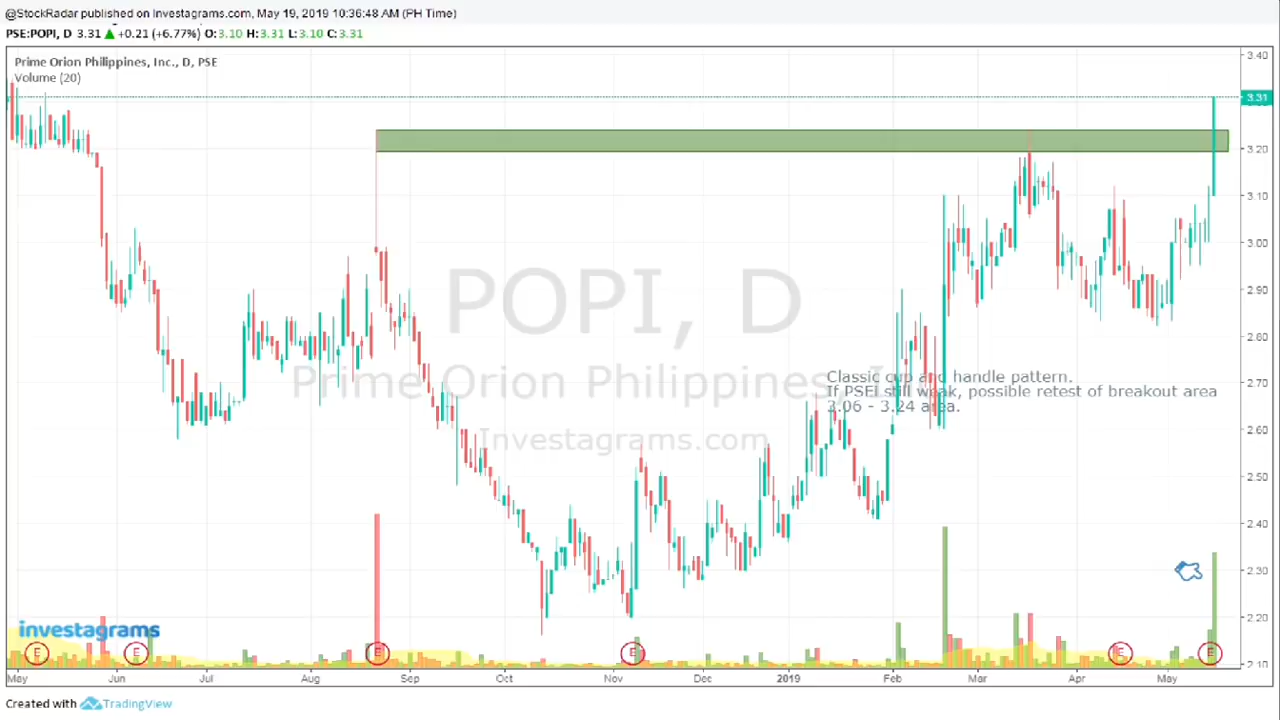 @StockRadar published on Investagrams.com, May 19, 2019 10:36:48 AM (PH Time)
PSE:POPI, D 3.31 ▲ +0.21 (+6.77%) O:3.10 H:3.31 L:3.10 C:3.31
Prime Orion Philippines, Inc., D, PSE
Volume (20)
3.40
3.31
3.20
3.10
3.00
2.90
2.80
2.70
2.60
2.50
2.40
2.30
2.20
2.10
POPI, D
Prime Orion Philippines,
Investagrams.com
Classic cup and handle pattern.
If PSEI still weak, possible retest of breakout area
3.06 - 3.24 area.
investagrams
E E E E E E
May Jun Jul Aug Sep Oct Nov Dec 2019 Feb Mar Apr May
Created with TradingView